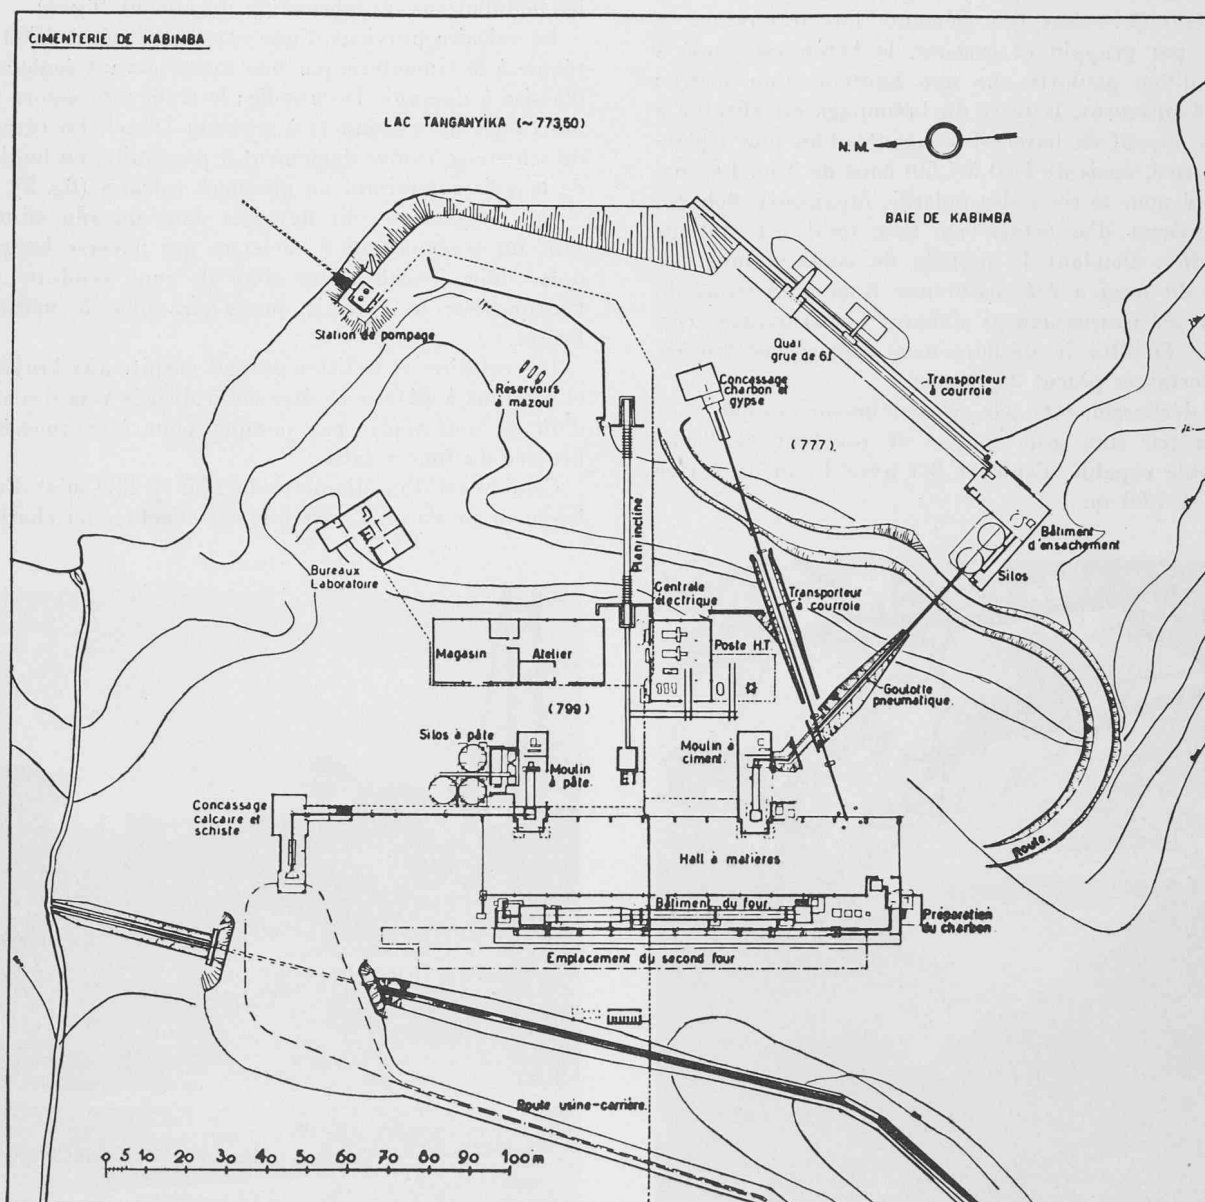 CIMENTERIE DE KABIMBA
LAC TANGANYIKA (~ 773,50)
N.M.
BAIE DE KABIMBA
Station de pompage
Réservoirs
à mazout
Quai
grue de 6t
Concassage
charbon et
gypse
Transporteur
à courroie
(777)
Plan incliné
Bâtiment
d'ensachement
Silos
Bureaux
Laboratoire
Centrale
électrique
Transporteur
à courroie
Magasin
Atelier
Poste H.T.
Goulotte
pneumatique.
(799)
Silos à pâte
Moulin
à pâte.
Moulin à
ciment.
Concassage
calcaire et
schiste
Hall à matières
Route.
Bâtiment du four.
Préparation
du charbon.
Emplacement du second four
Route usine-carrière.
0 5 10 20 30 40 50 60 70 80 90 100m